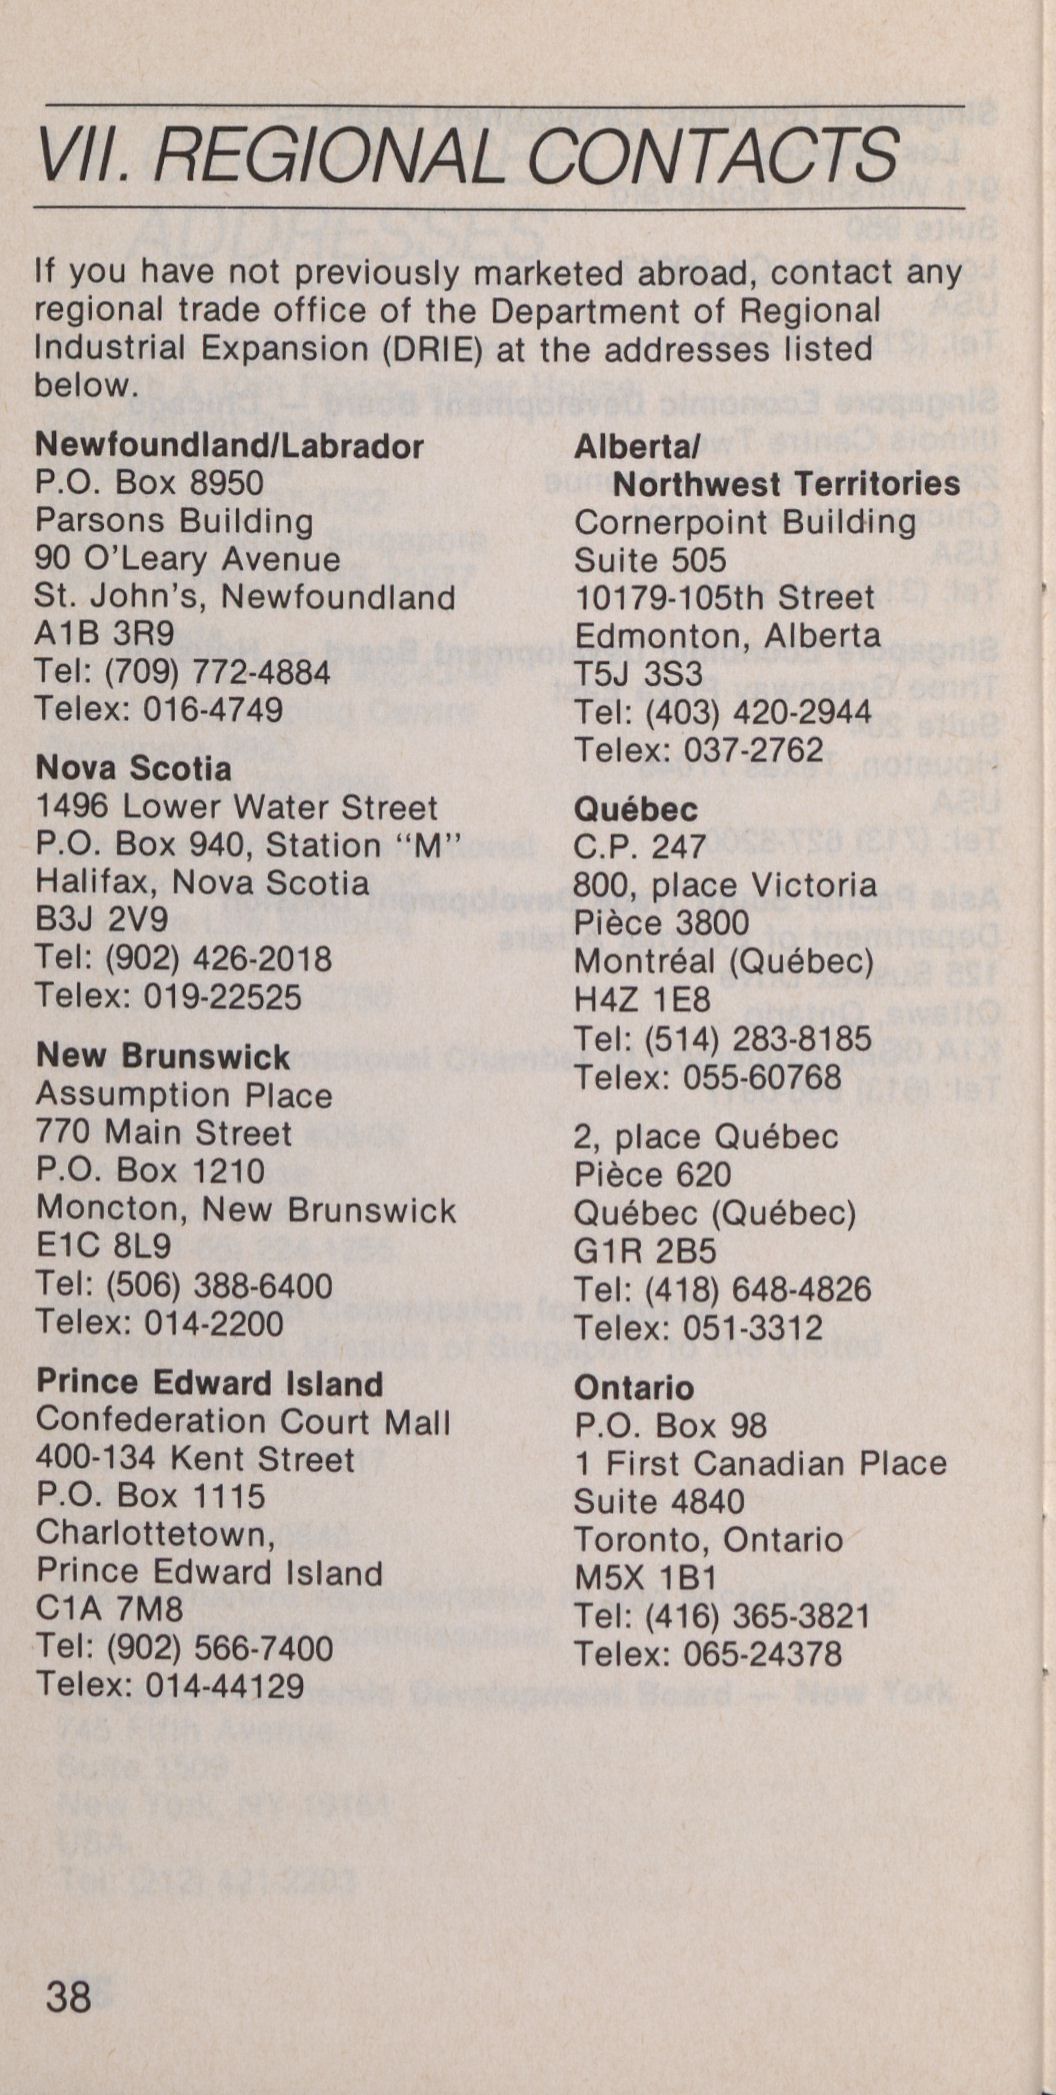 VII. REGIONAL CONTACTS
If you have not previously marketed abroad, contact any
regional trade office of the Department of Regional
Industrial Expansion (DRIE) at the addresses listed
below.
Newfoundland/Labrador
P.O. Box 8950
Parsons Building
90 O'Leary Avenue
St. John's, Newfoundland
A1B 3R9
Tel: (709) 772-4884
Telex: 016-4749
Nova Scotia
1496 Lower Water Street
P.O. Box 940, Station "M"
Halifax, Nova Scotia
B3J 2V9
Tel: (902) 426-2018
Telex: 019-22525
New Brunswick
Assumption Place
770 Main Street
P.O. Box 1210
Moncton, New Brunswick
E1C 8L9
Tel: (506) 388-6400
Telex: 014-2200
Prince Edward Island
Confederation Court Mall
400-134 Kent Street
P.O. Box 1115
Charlottetown,
Prince Edward Island
C1A 7M8
Tel: (902) 566-7400
Telex: 014-44129
Alberta/
Northwest Territories
Cornerpoint Building
Suite 505
10179-105th Street
Edmonton, Alberta
T5J 3S3
Tel: (403) 420-2944
Telex: 037-2762
Québec
C.P. 247
800, place Victoria
Pièce 3800
Montréal (Québec)
H4Z 1E8
Tel: (514) 283-8185
Telex: 055-60768
2, place Québec
Pièce 620
Québec (Québec)
G1R 2B5
Tel: (418) 648-4826
Telex: 051-3312
Ontario
P.O. Box 98
1 First Canadian Place
Suite 4840
Toronto, Ontario
M5X 1B1
Tel: (416) 365-3821
Telex: 065-24378
38